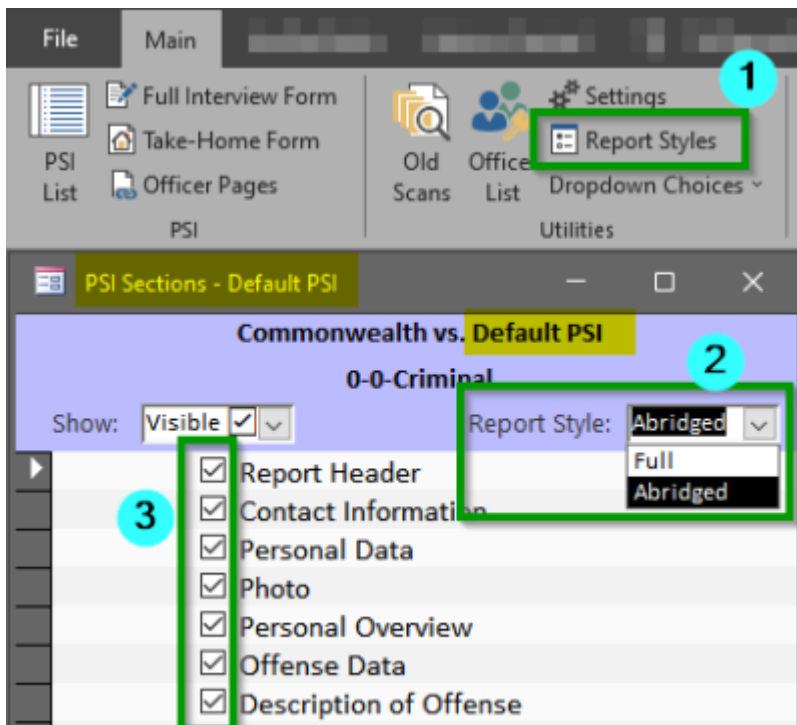 File Main
1
Full Interview Form
Settings
Take-Home Form
Report Styles
PSI List
Officer Pages
Old Scans
Office List
Dropdown Choices
PSI
Utilities
PSI Sections - Default PSI
Commonwealth vs. Default PSI
0-0-Criminal
2
Show: Visible
Report Style: Abridged
Full
Abridged
3
Report Header
Contact Information
Personal Data
Photo
Personal Overview
Offense Data
Description of Offense